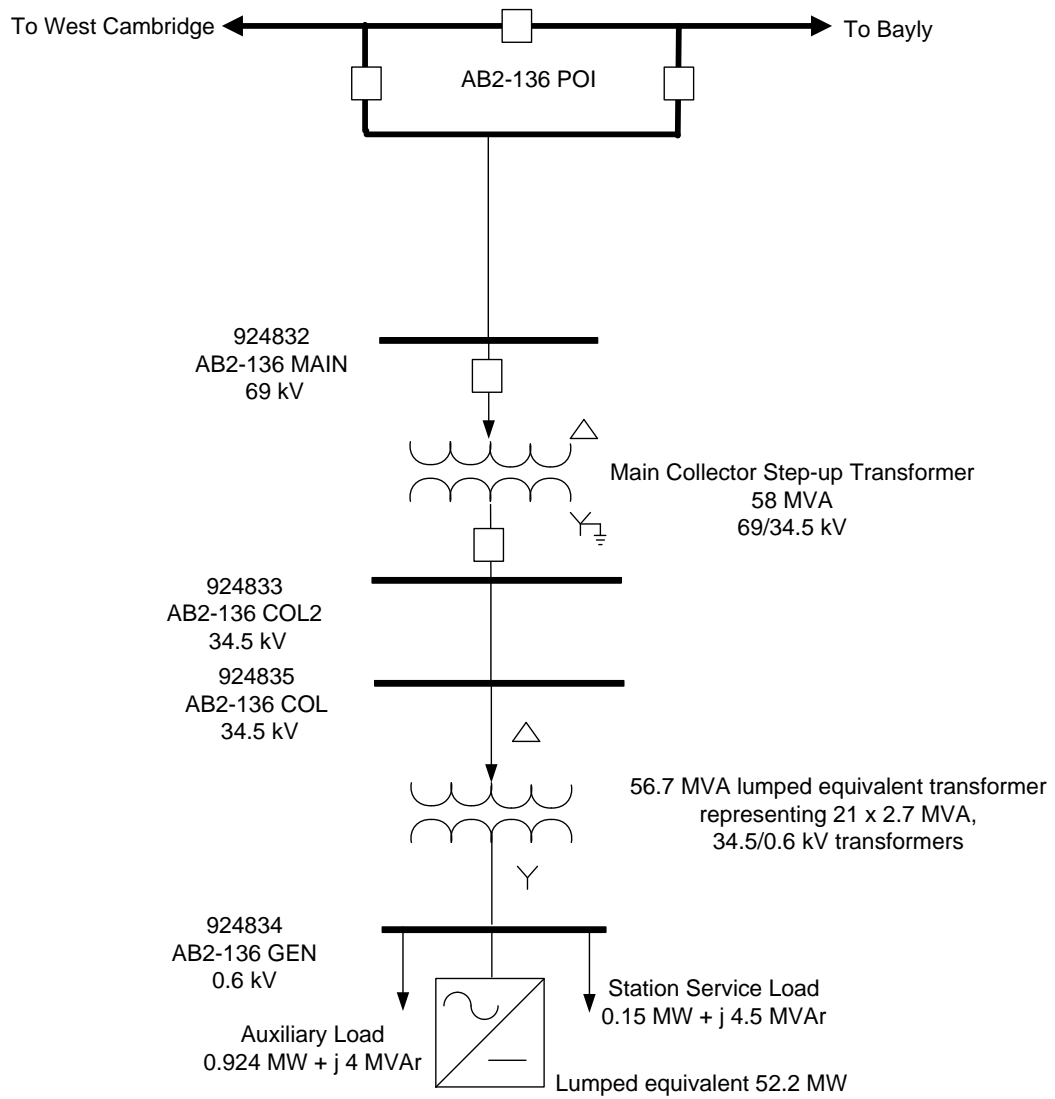 To West Cambridge
To Bayly
AB2-136 POI
924832
AB2-136 MAIN
69 kV
Main Collector Step-up Transformer
58 MVA
69/34.5 kV
924833
AB2-136 COL2
34.5 kV
924835
AB2-136 COL
34.5 kV
56.7 MVA lumped equivalent transformer
representing 21 x 2.7 MVA,
34.5/0.6 kV transformers
924834
AB2-136 GEN
0.6 kV
Station Service Load
0.15 MW + j 4.5 MVAr
Auxiliary Load
0.924 MW + j 4 MVAr
Lumped equivalent 52.2 MW